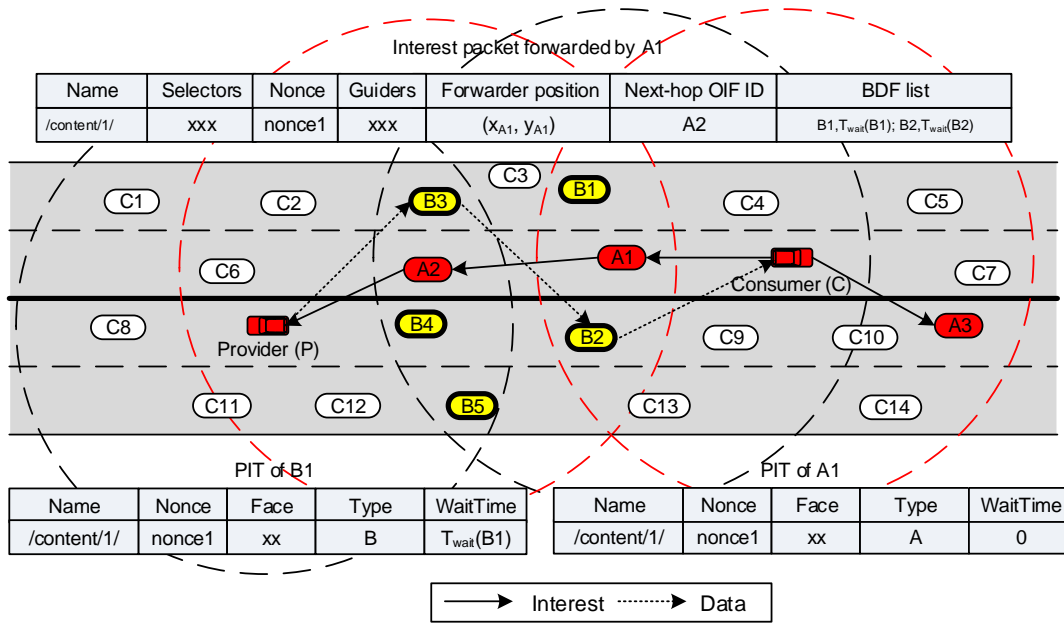 Interest packet forwarded by A1
Name Selectors Nonce Guiders Forwarder position Next-hop OIF ID BDF list
/content/1/ xxx nonce1 xxx (xA1, yA1) A2 B1,Twait(B1); B2,Twait(B2)
C3
B1
C1 C2 B3 C4 C5
C6 A2 A1 C7
Consumer (C)
C8 B4 B2 C9 C10 A3
Provider (P)
C11 C12 B5 C13 C14
PIT of B1
Name Nonce Face Type WaitTime
/content/1/ nonce1 xx B Twait(B1)
PIT of A1
Name Nonce Face Type WaitTime
/content/1/ nonce1 xx A 0
Interest Data